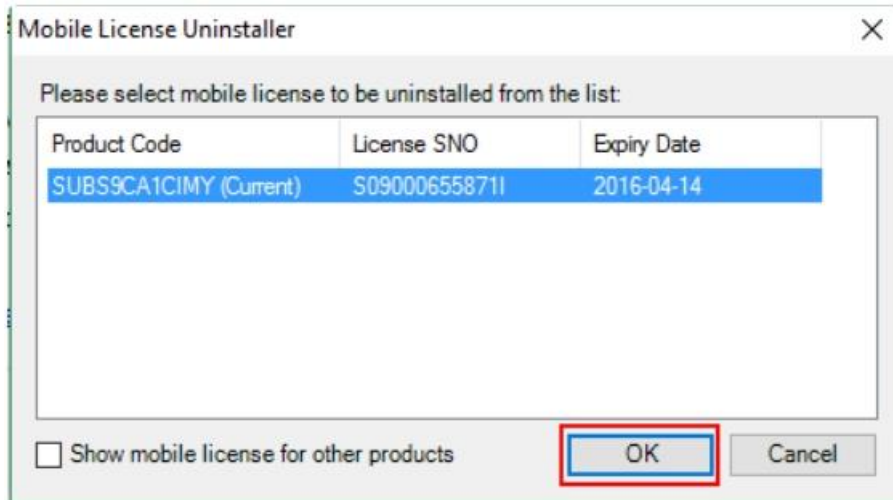 Mobile License Uninstaller
Please select mobile license to be uninstalled from the list:
Product Code License SNO Expiry Date
SUBS9CA1CIMY (Current) S09000655871I 2016-04-14
Show mobile license for other products OK Cancel